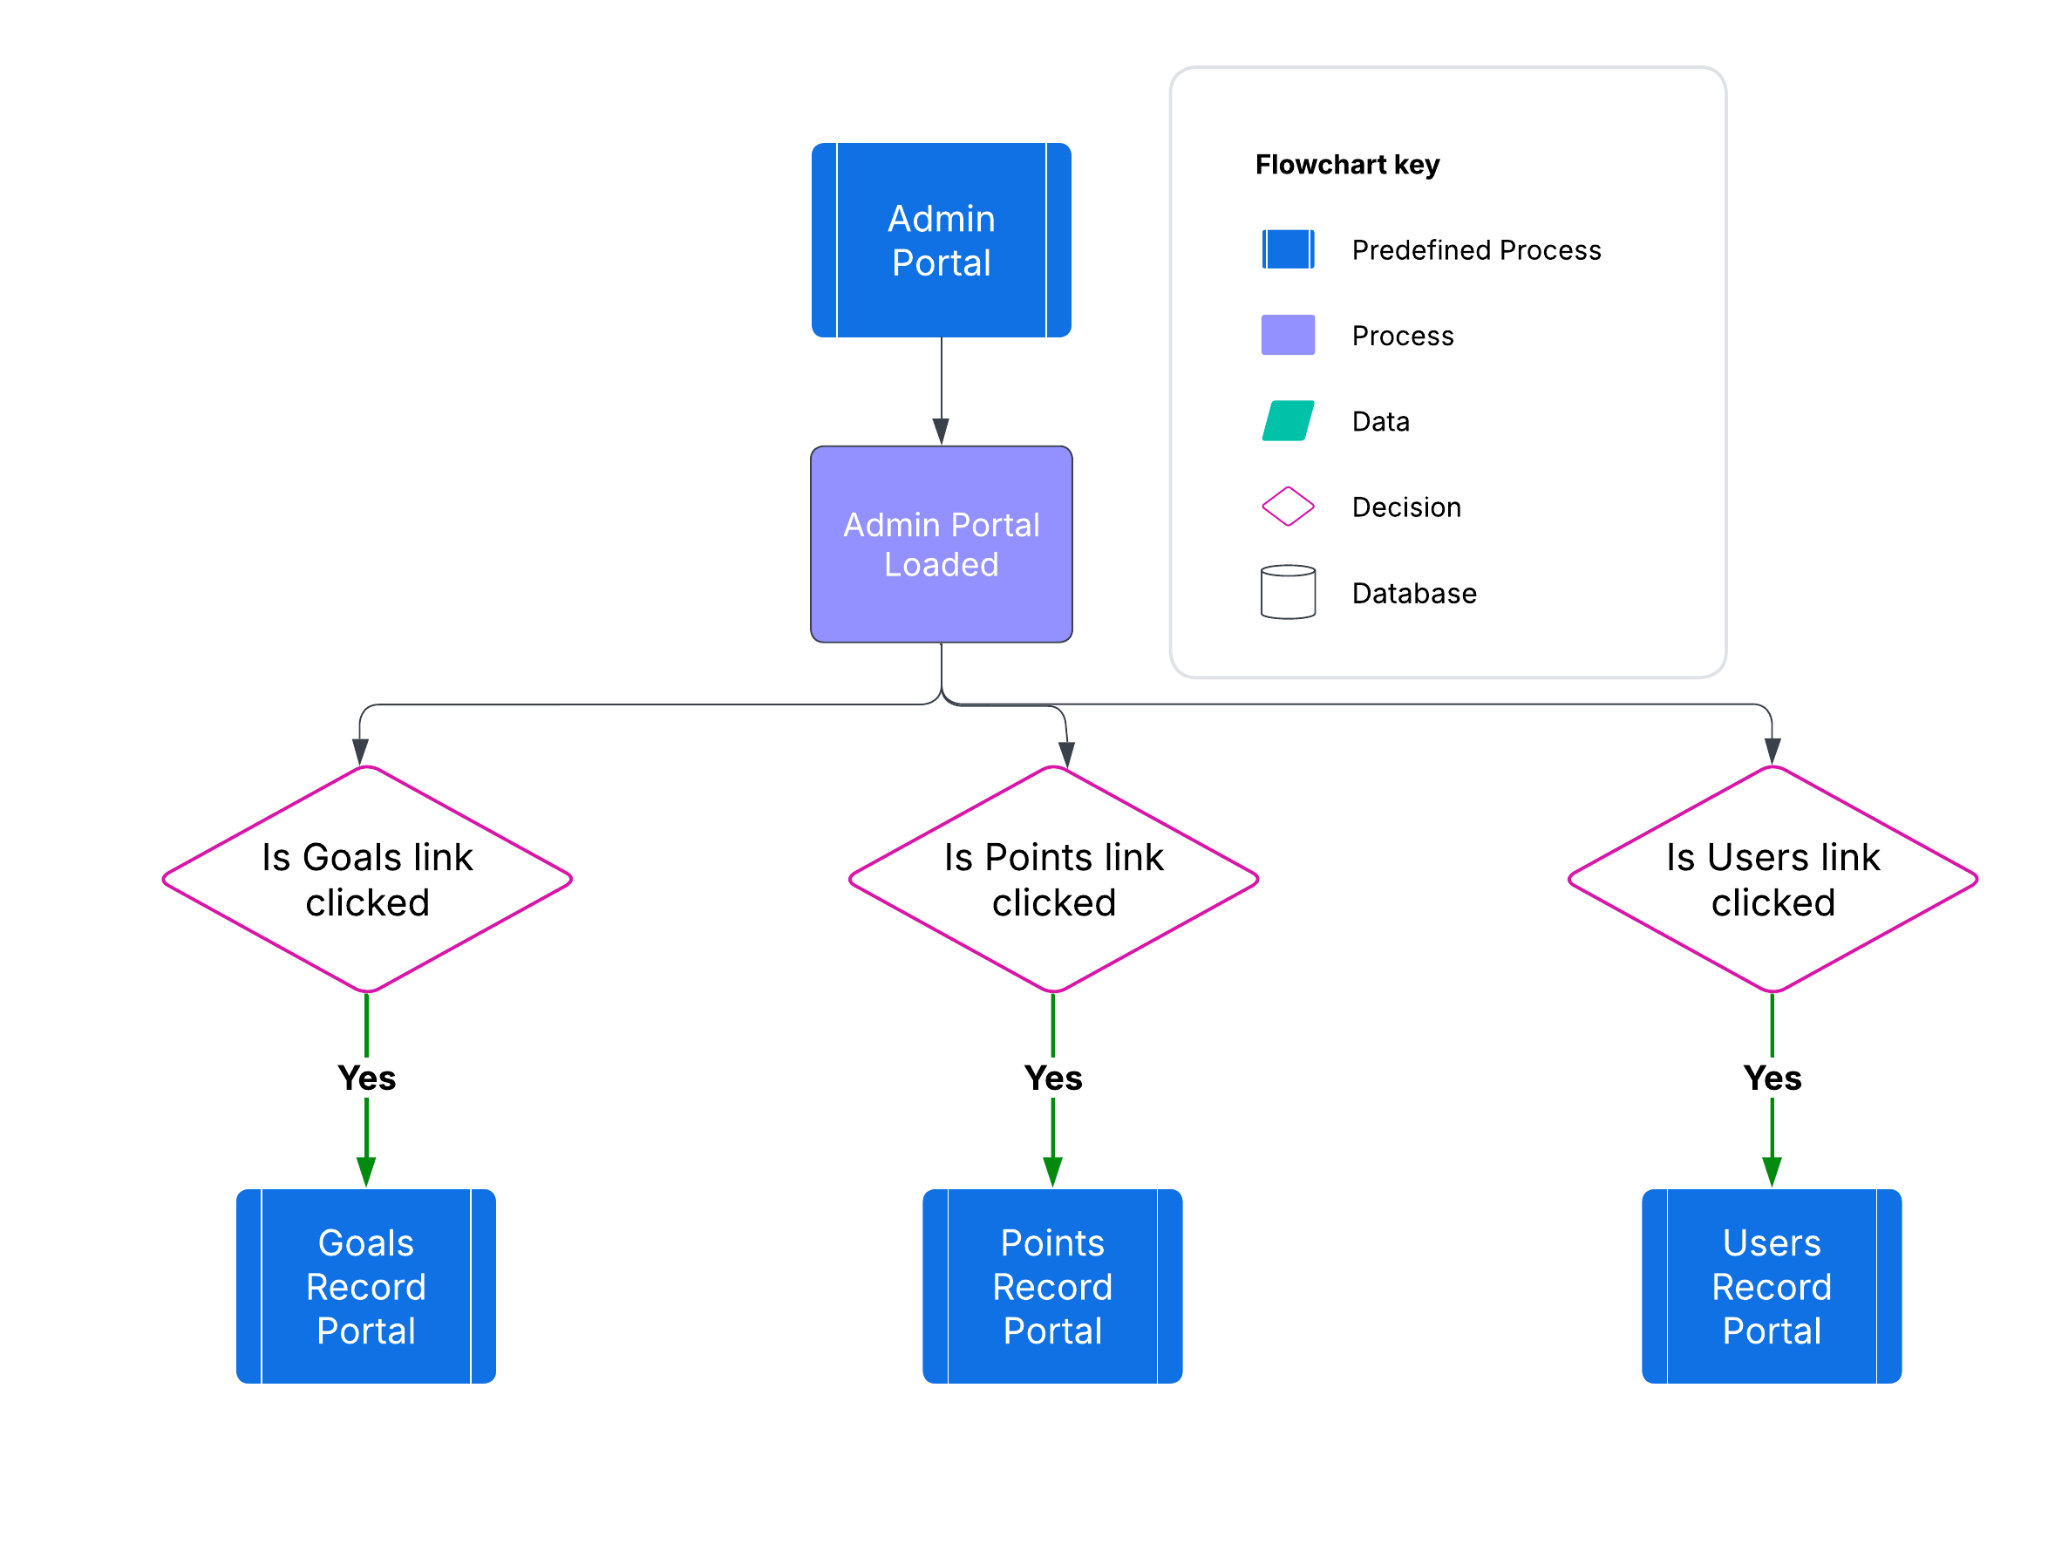 Admin
Portal
Flowchart key
Predefined Process
Process
Data
Decision
Database
Admin Portal
Loaded
Is Goals link
clicked
Is Points link
clicked
Is Users link
clicked
Yes
Yes
Yes
Goals
Record
Portal
Points
Record
Portal
Users
Record
Portal